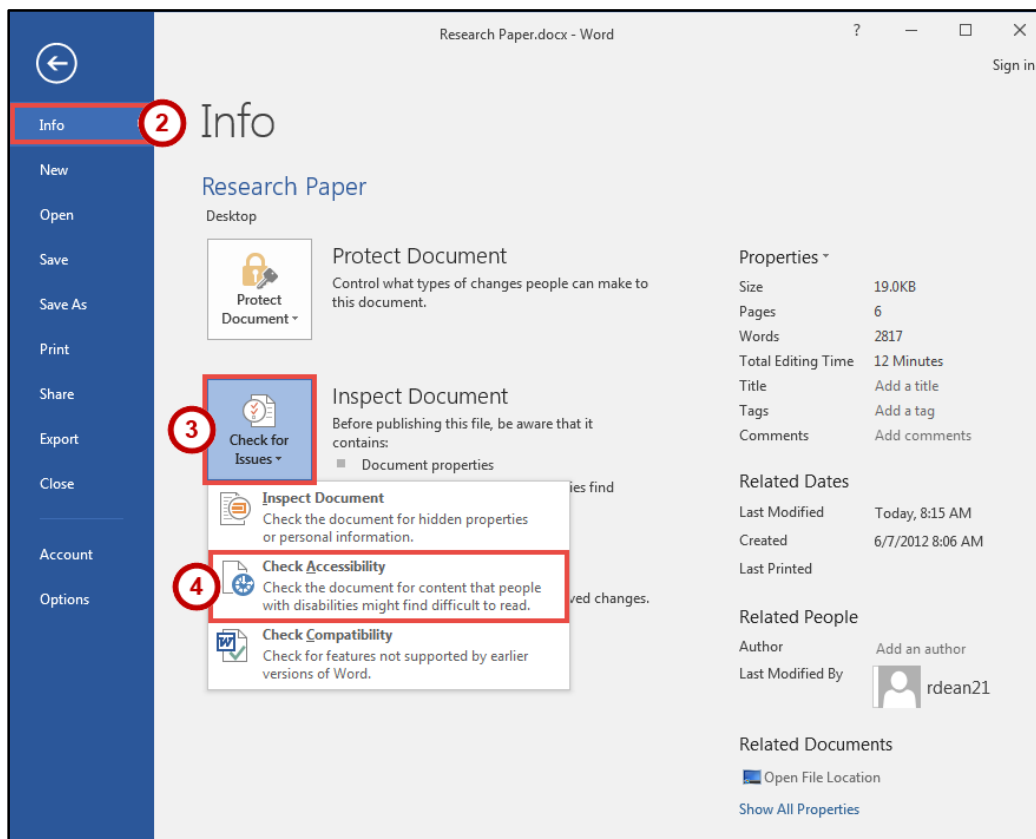 Research Paper.docx - Word
?
Sign in
Info
2
New
Open
Save
Save As
Print
Share
Export
Close
Account
Options
Info
Research Paper
Desktop
Protect
Document
Protect Document
Control what types of changes people can make to
this document.
3
Check for
Issues
Inspect Document
Before publishing this file, be aware that it
contains:
Document properties
ies find
Inspect Document
Check the document for hidden properties
or personal information.
4
Check Accessibility
Check the document for content that people
with disabilities might find difficult to read.
ved changes.
Check Compatibility
Check for features not supported by earlier
versions of Word.
Properties
Size 19.0KB
Pages 6
Words 2817
Total Editing Time 12 Minutes
Title Add a title
Tags Add a tag
Comments Add comments
Related Dates
Last Modified Today, 8:15 AM
Created 6/7/2012 8:06 AM
Last Printed
Related People
Author Add an author
Last Modified By rdean21
Related Documents
Open File Location
Show All Properties